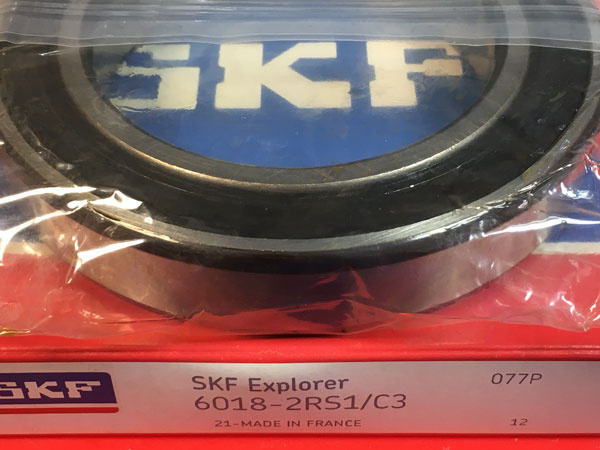 SKF
SKF
SKF Explorer
6018-2RS1/C3
21-MADE IN FRANCE
077P
12